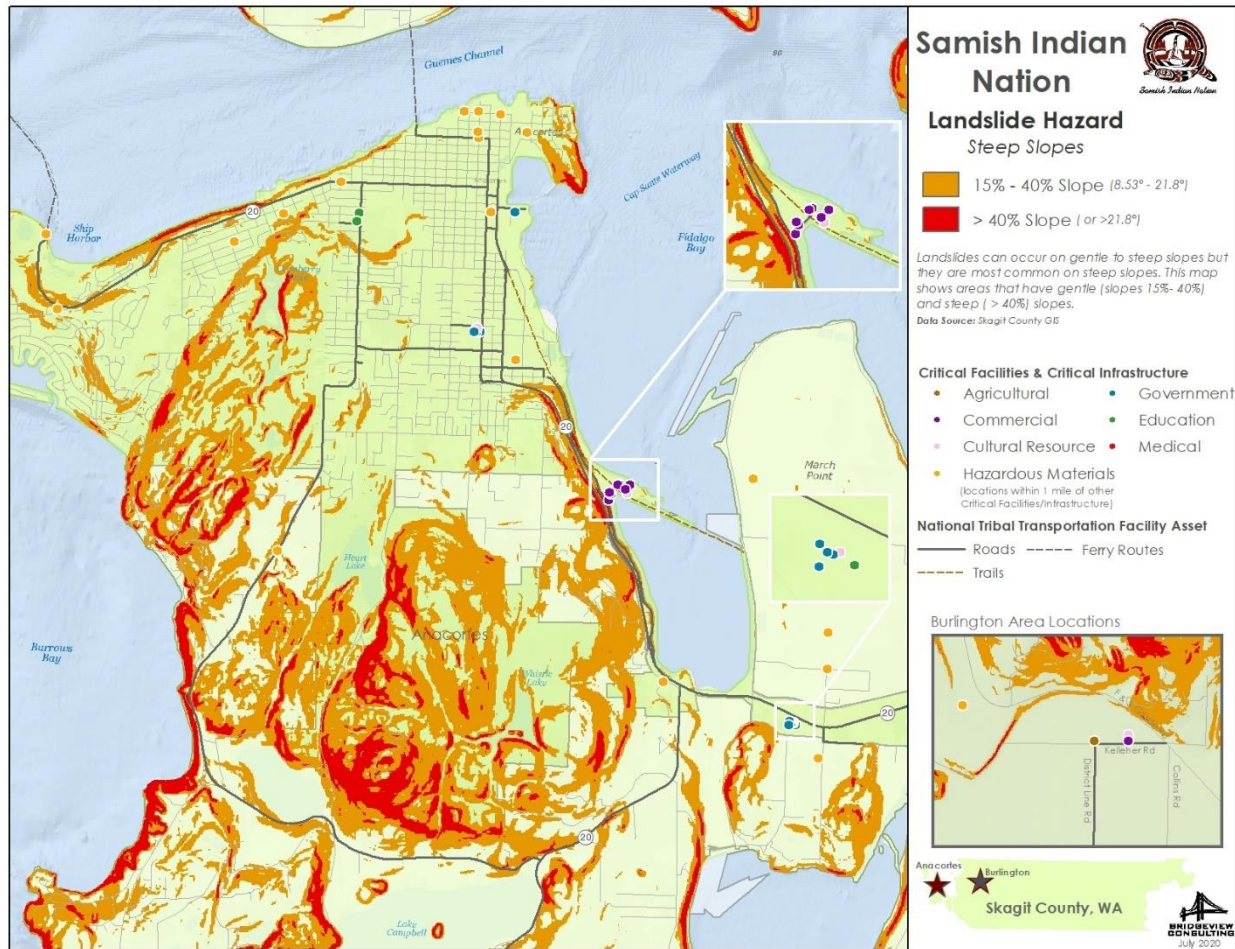 Samish Indian
Nation
Samish Indian Nation
Landslide Hazard
Steep Slopes
15% - 40% Slope (8.53° - 21.8°)
> 40% Slope ( or >21.8°)
Landslides can occur on gentle to steep slopes but
they are most common on steep slopes. This map
shows areas that have gentle (slopes 15%- 40%)
and steep ( > 40%) slopes.
Data Source: Skagit County GIS
Critical Facilities & Critical Infrastructure
Agricultural
Government
Commercial
Education
Cultural Resource
Medical
Hazardous Materials
(locations within 1 mile of other
Critical Facilities/Infrastructure)
National Tribal Transportation Facility Asset
Roads
Ferry Routes
Trails
Burlington Area Locations
Kelleher Rd
District Line Rd
Collins Rd
Anacortes
Burlington
Skagit County, WA
BRIDGEVIEW
CONSULTING
July 2020
Guemes Channel
Ship
Harbor
20
Cap Sante Waterway
Fidalgo
Bay
20
March
Point
Heart
Lake
Anacortes
Whistle
Lake
Burrows
Bay
20
20
Lake
Campbell